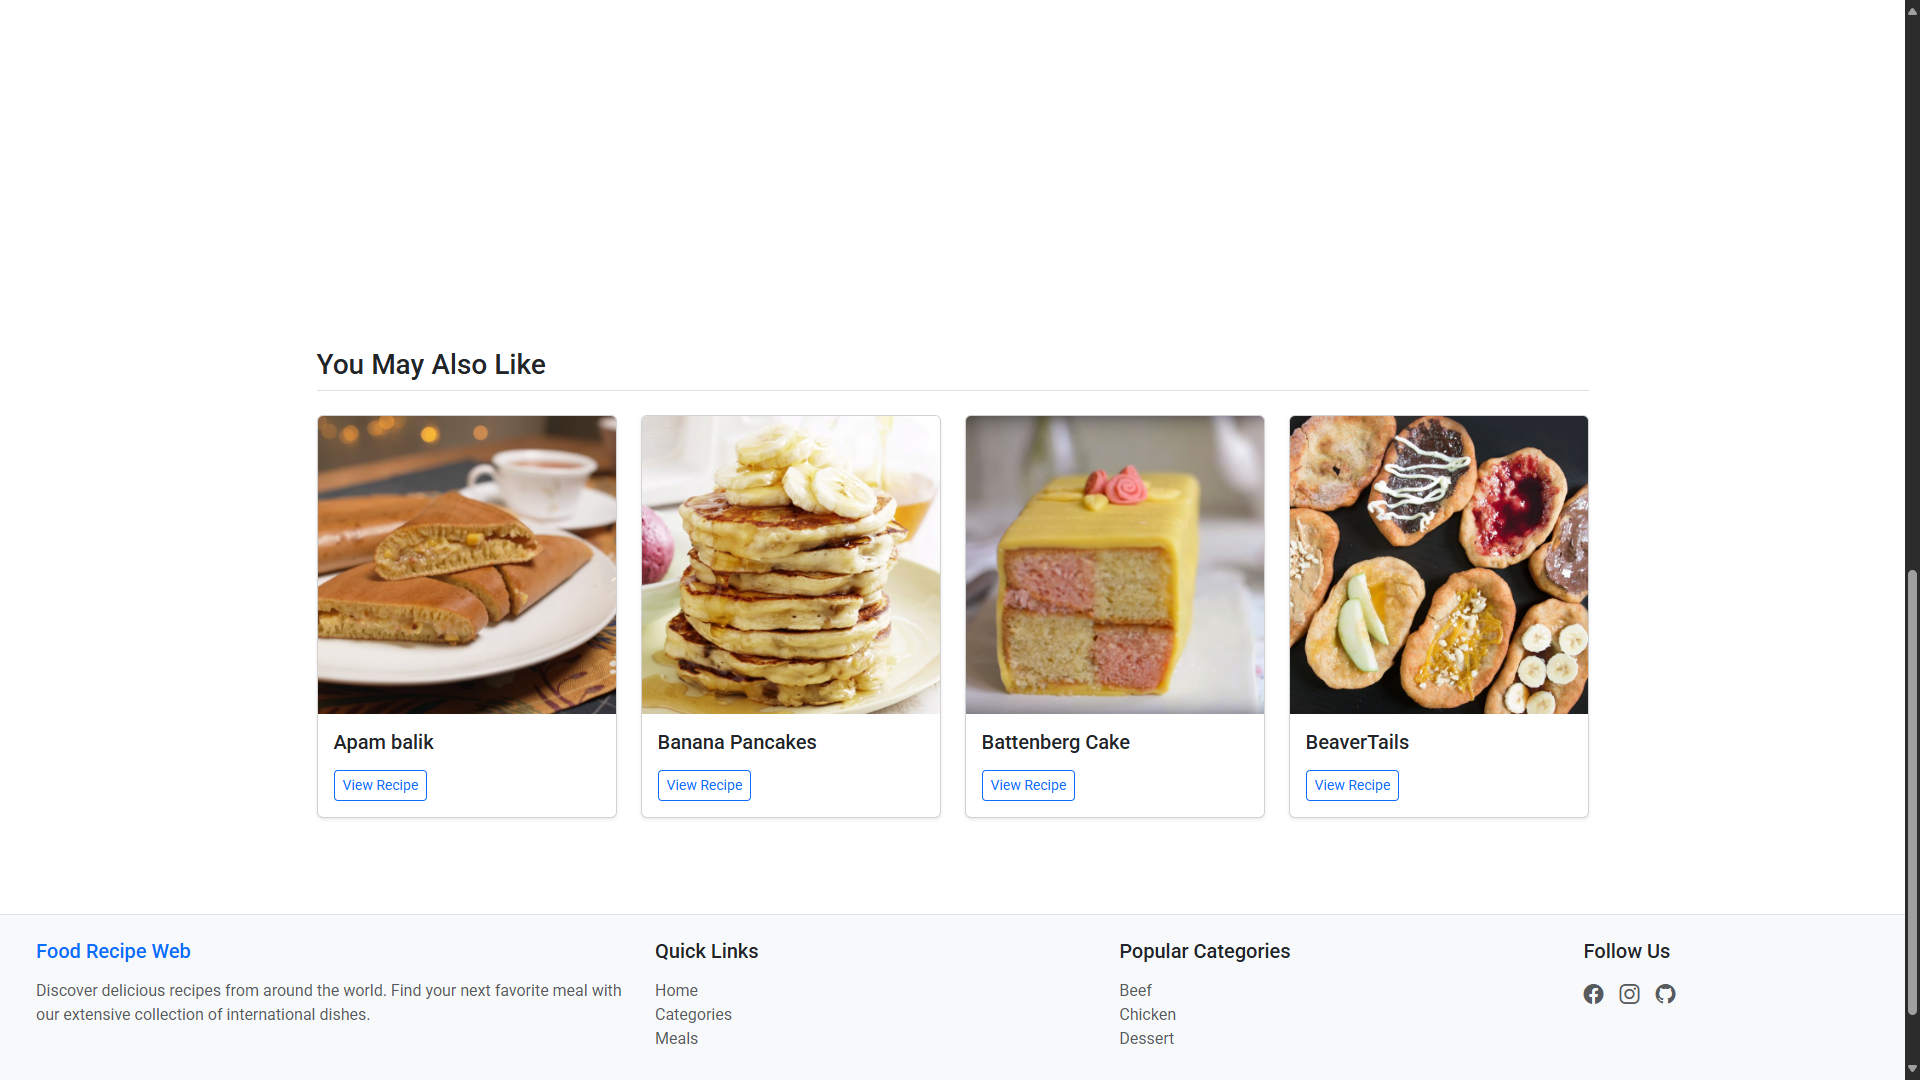 You May Also Like
Apam balik
View Recipe
Banana Pancakes
View Recipe
Battenberg Cake
View Recipe
BeaverTails
View Recipe
Food Recipe Web
Discover delicious recipes from around the world. Find your next favorite meal with
our extensive collection of international dishes.
Quick Links
Home
Categories
Meals
Popular Categories
Beef
Chicken
Dessert
Follow Us